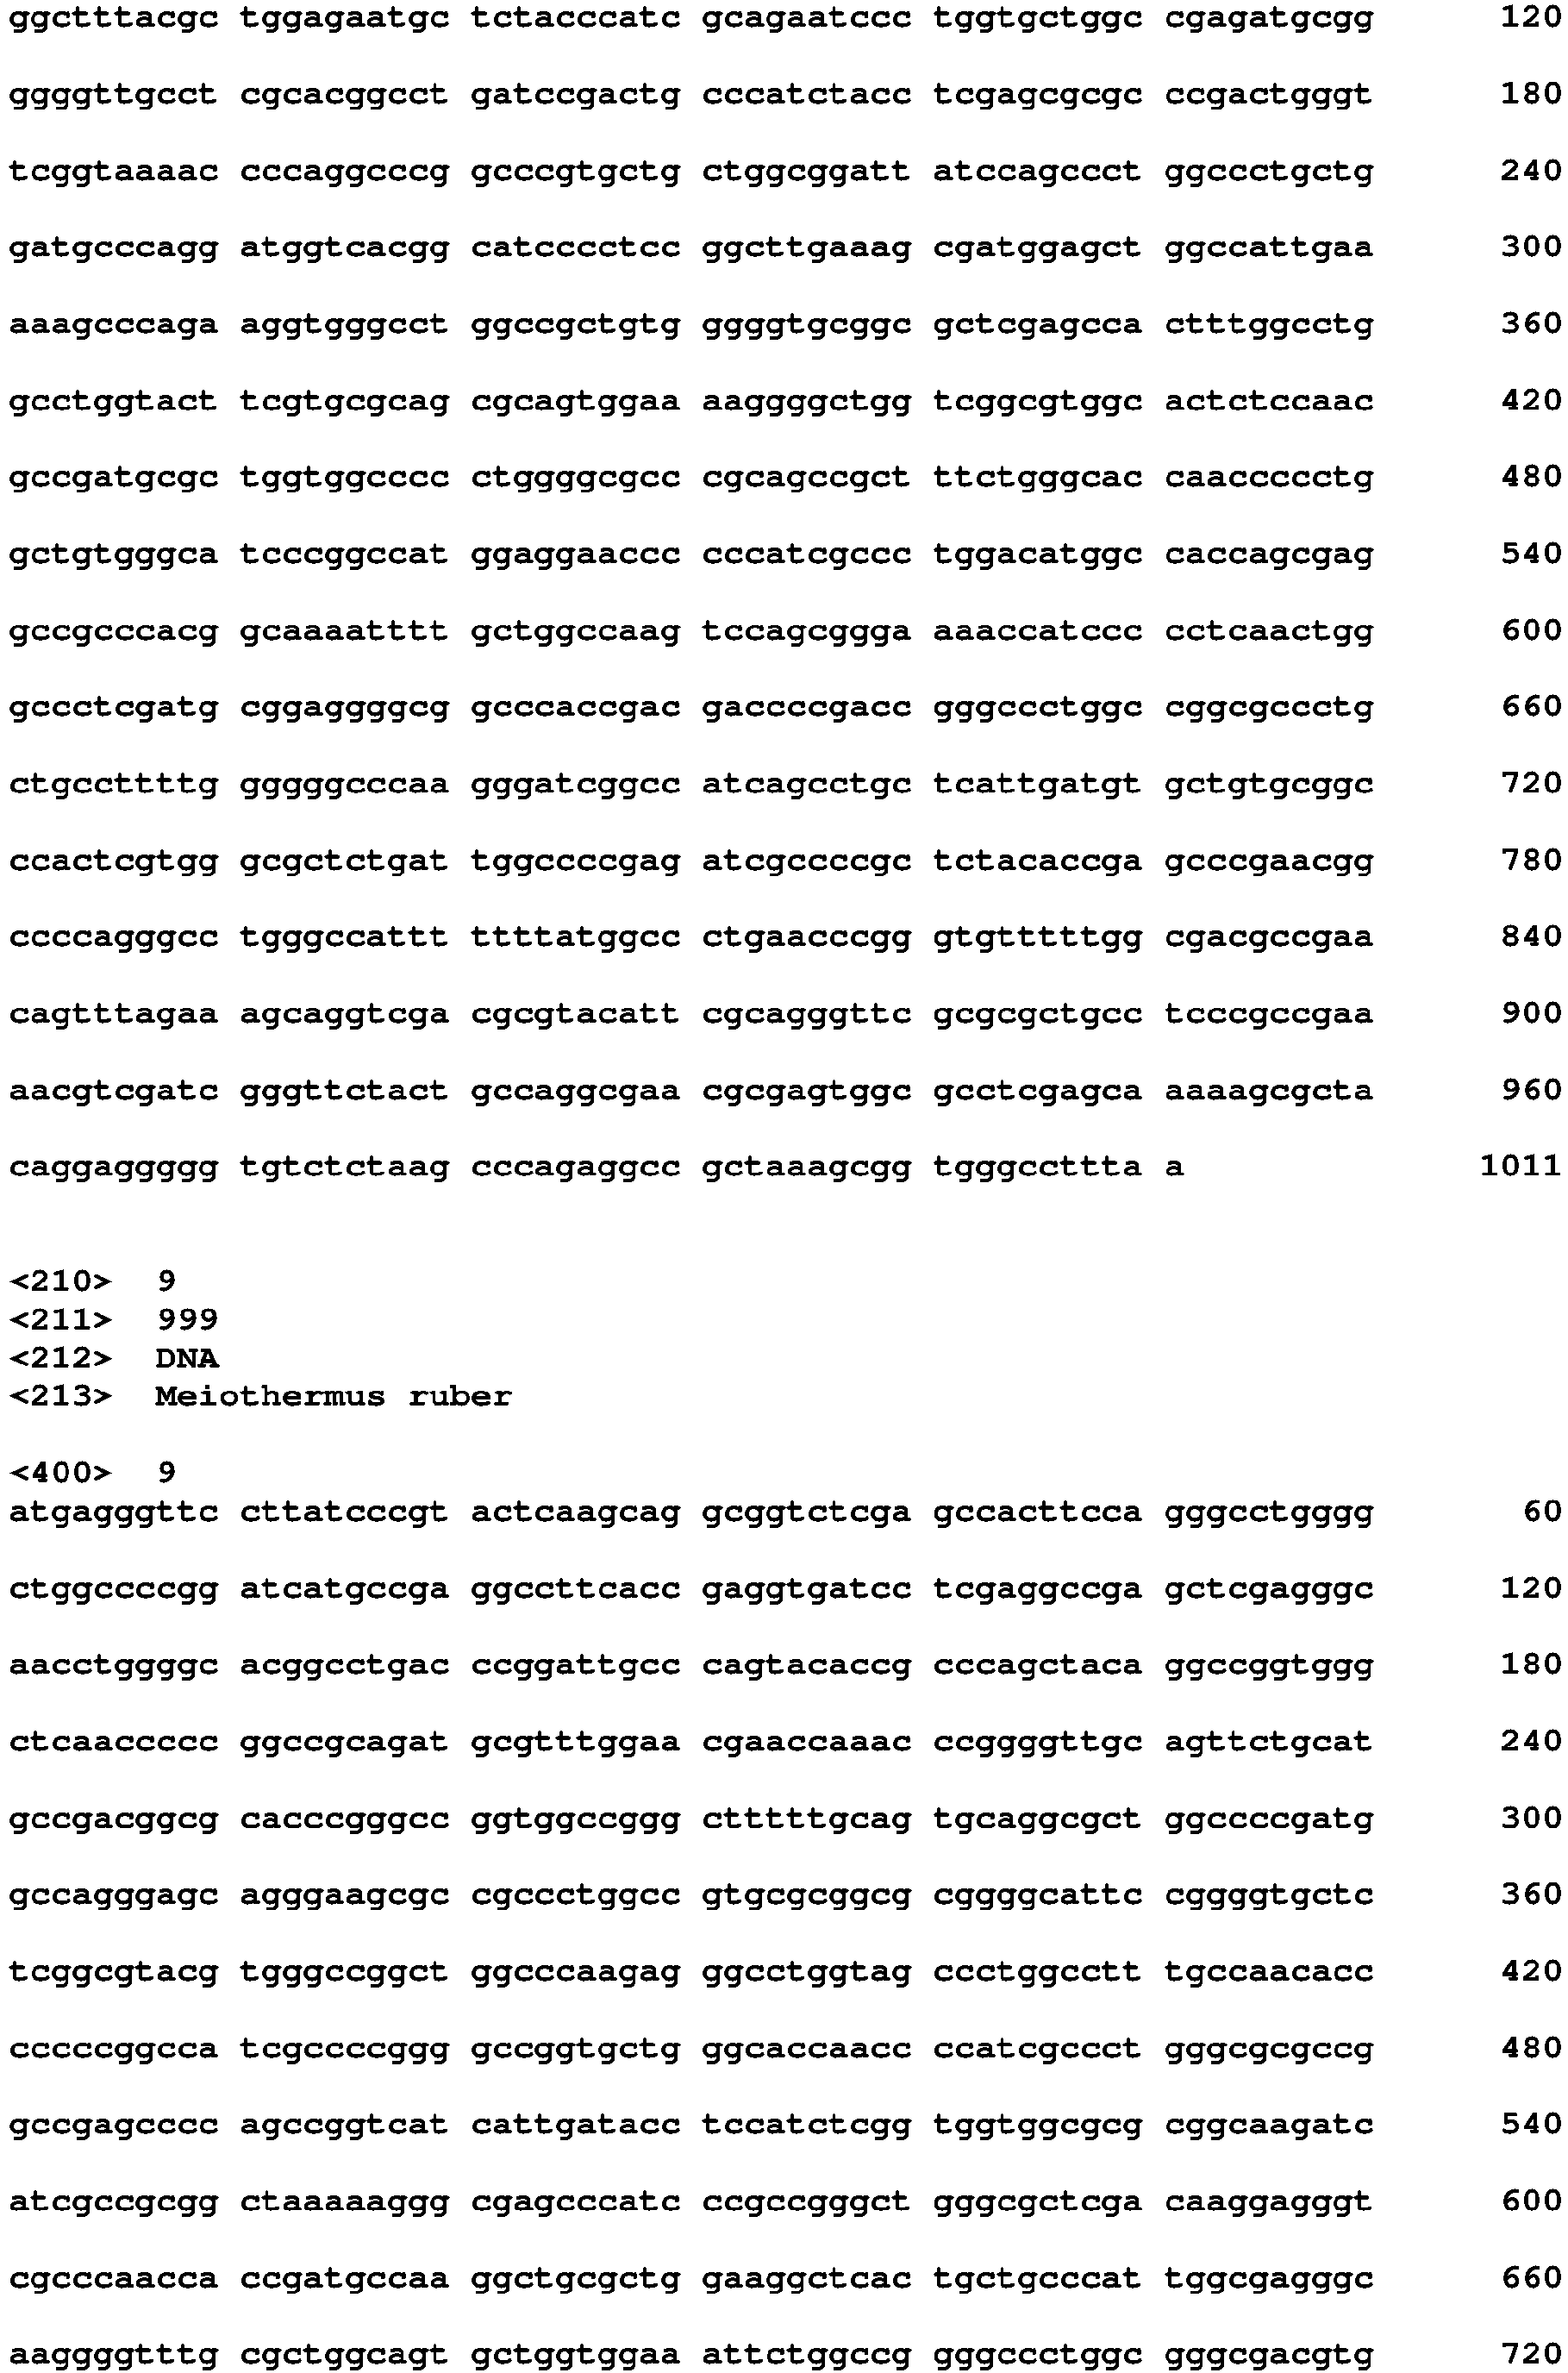 ggctttacgc tggagaatgc tctacccatc gcagaatccc tggtgctggc cgagatgcgg 120
ggggttgcct cgcacggcct gatccgactg cccatctacc tcgagcgcgc ccgactgggt 180
tcggtaaaac cccaggcccg gcccgtgctg ctggcggatt atccagccct ggccctgctg 240
gatgcccagg atggtcacgg catcccctcc ggcttgaaag cgatggagct ggccattgaa 300
aaagcccaga aggtgggcct ggccgctgtg ggggtgcggc gctcgagcca ctttggcctg 360
gcctggtact tcgtgcgcag cgcagtggaa aaggggctgg tcggcgtggc actctccaac 420
gccgatgcgc tggtggcccc ctggggcgcc cgcagccgct ttctgggcac caaccccctg 480
gctgtgggca tcccggccat ggaggaaccc cccatcgccc tggacatggc caccagcgag 540
gccgcccacg gcaaaatttt gctggccaag tccagcggga aaaccatccc cctcaactgg 600
gccctcgatg cggaggggcg gcccaccgac gaccccgacc gggccctggc cggcgccctg 660
ctgccttttg gggggcccaa gggatcggcc atcagcctgc tcattgatgt gctgtgcggc 720
ccactcgtgg gcgctctgat tggccccgag atcgccccgc tctacaccga gcccgaacgg 780
ccccagggcc tgggccattt ttttatggcc ctgaacccgg gtgtttttgg cgacgccgaa 840
cagtttagaa agcaggtcga cgcgtacatt cgcagggttc gcgcgctgcc tcccgccgaa 900
aacgtcgatc gggttctact gccaggcgaa cgcgagtggc gcctcgagca aaaagcgcta 960
caggaggggg tgtctctaag cccagaggcc gctaaagcgg tgggccttta a 1011
<210> 9
<211> 999
<212> DNA
<213> Meiothermus ruber
<400> 9
atgagggttc cttatcccgt actcaagcag gcggtctcga gccacttcca gggcctgggg 60
ctggccccgg atcatgccga ggccttcacc gaggtgatcc tcgaggccga gctcgagggc 120
aacctggggc acggcctgac ccggattgcc cagtacaccg cccagctaca ggccggtggg 180
ctcaaccccc ggccgcagat gcgtttggaa cgaaccaaac ccggggttgc agttctgcat 240
gccgacggcg cacccgggcc ggtggccggg ctttttgcag tgcaggcgct ggccccgatg 300
gccagggagc agggaagcgc cgccctggcc gtgcgcggcg cggggcattc cggggtgctc 360
tcggcgtacg tgggccggct ggcccaagag ggcctggtag ccctggcctt tgccaacacc 420
cccccggcca tcgccccggg gccggtgctg ggcaccaacc ccatcgccct gggcgcgccg 480
gccgagcccc agccggtcat cattgatacc tccatctcgg tggtggcgcg cggcaagatc 540
atcgccgcgg ctaaaaaggg cgagcccatc ccgccgggct gggcgctcga caaggagggt 600
cgcccaacca ccgatgccaa ggctgcgctg gaaggctcac tgctgcccat tggcgagggc 660
aaggggtttg cgctggcagt gctggtggaa attctggccg gggccctggc gggcgacgtg 720